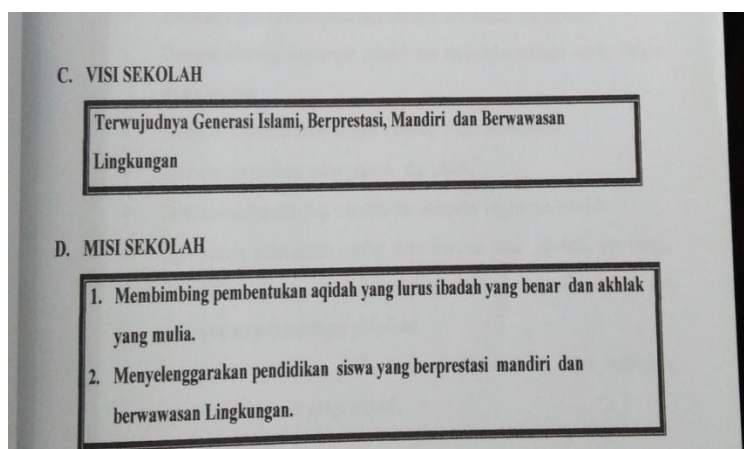 C. VISI SEKOLAH
Terwujudnya Generasi Islami, Berprestasi, Mandiri dan Berwawasan
Lingkungan
D. MISI SEKOLAH
1. Membimbing pembentukan aqidah yang lurus ibadah yang benar dan akhlak
yang mulia.
2. Menyelenggarakan pendidikan siswa yang berprestasi mandiri dan
berwawasan Lingkungan.